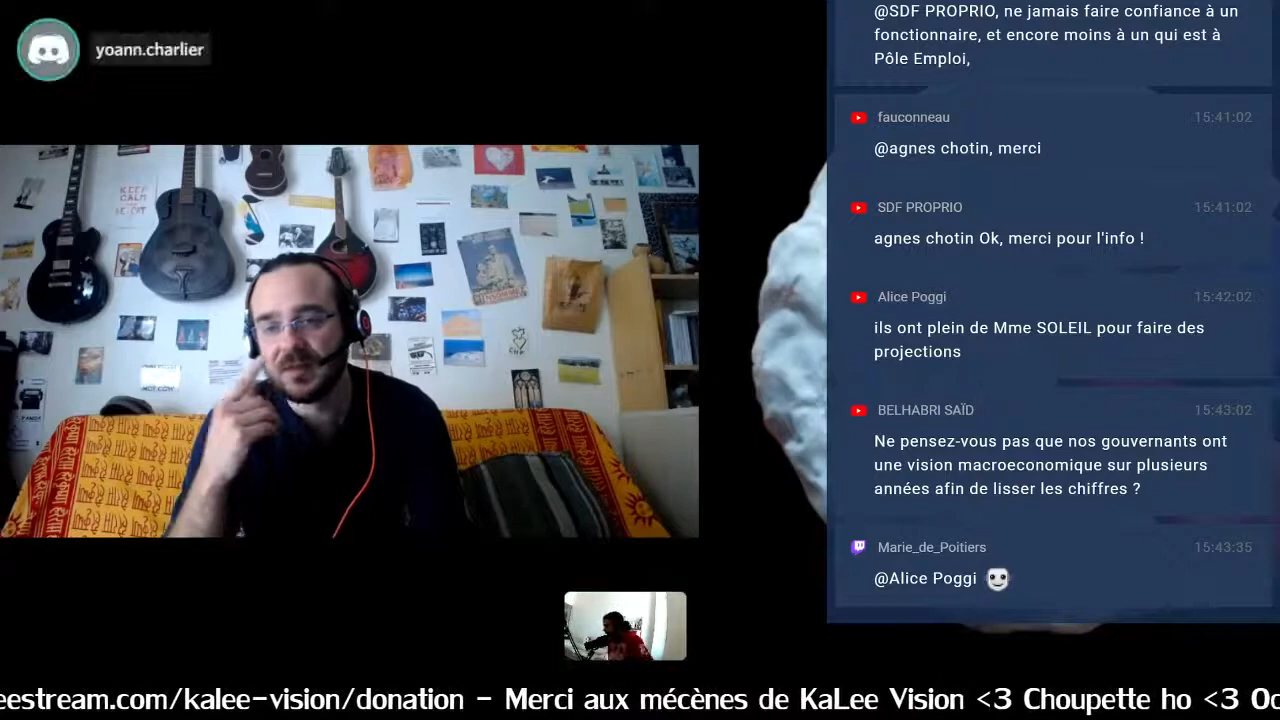 yoann.charlier
@SDF PROPRIO, ne jamais faire confiance à un
fonctionnaire, et encore moins à un qui est à
Pôle Emploi,
fauconneau 15:41:02
@agnes chotin, merci
SDF PROPRIO 15:41:02
agnes chotin Ok, merci pour l'info !
Alice Poggi 15:42:02
ils ont plein de Mme SOLEIL pour faire des
projections
BELHABRI SAÏD 15:43:02
Ne pensez-vous pas que nos gouvernants ont
une vision macroeconomique sur plusieurs
années afin de lisser les chiffres ?
Marie_de_Poitiers 15:43:35
@Alice Poggi
KEEP
CALM
eestream.com/kalee-vision/donation - Merci aux mécènes de KaLee Vision <3 Choupette ho <3 Oc